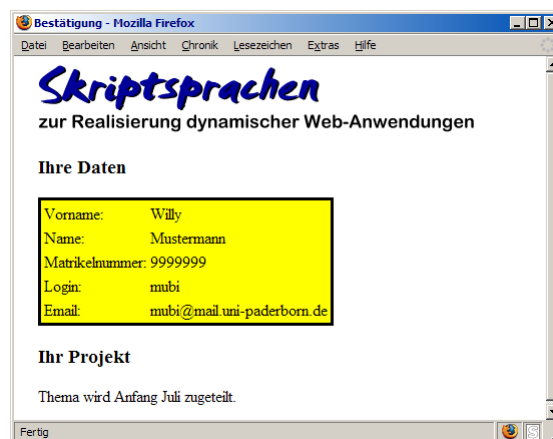 Bestätigung - Mozilla Firefox
Datei Bearbeiten Ansicht Chronik Lesezeichen Extras Hilfe
Skriptsprachen
zur Realisierung dynamischer Web-Anwendungen
Ihre Daten
Vorname: Willy
Name: Mustermann
Matrikelnummer: 9999999
Login: mubi
Email: mubi@mail.uni-paderborn.de
Ihr Projekt
Thema wird Anfang Juli zugeteilt.
Fertig